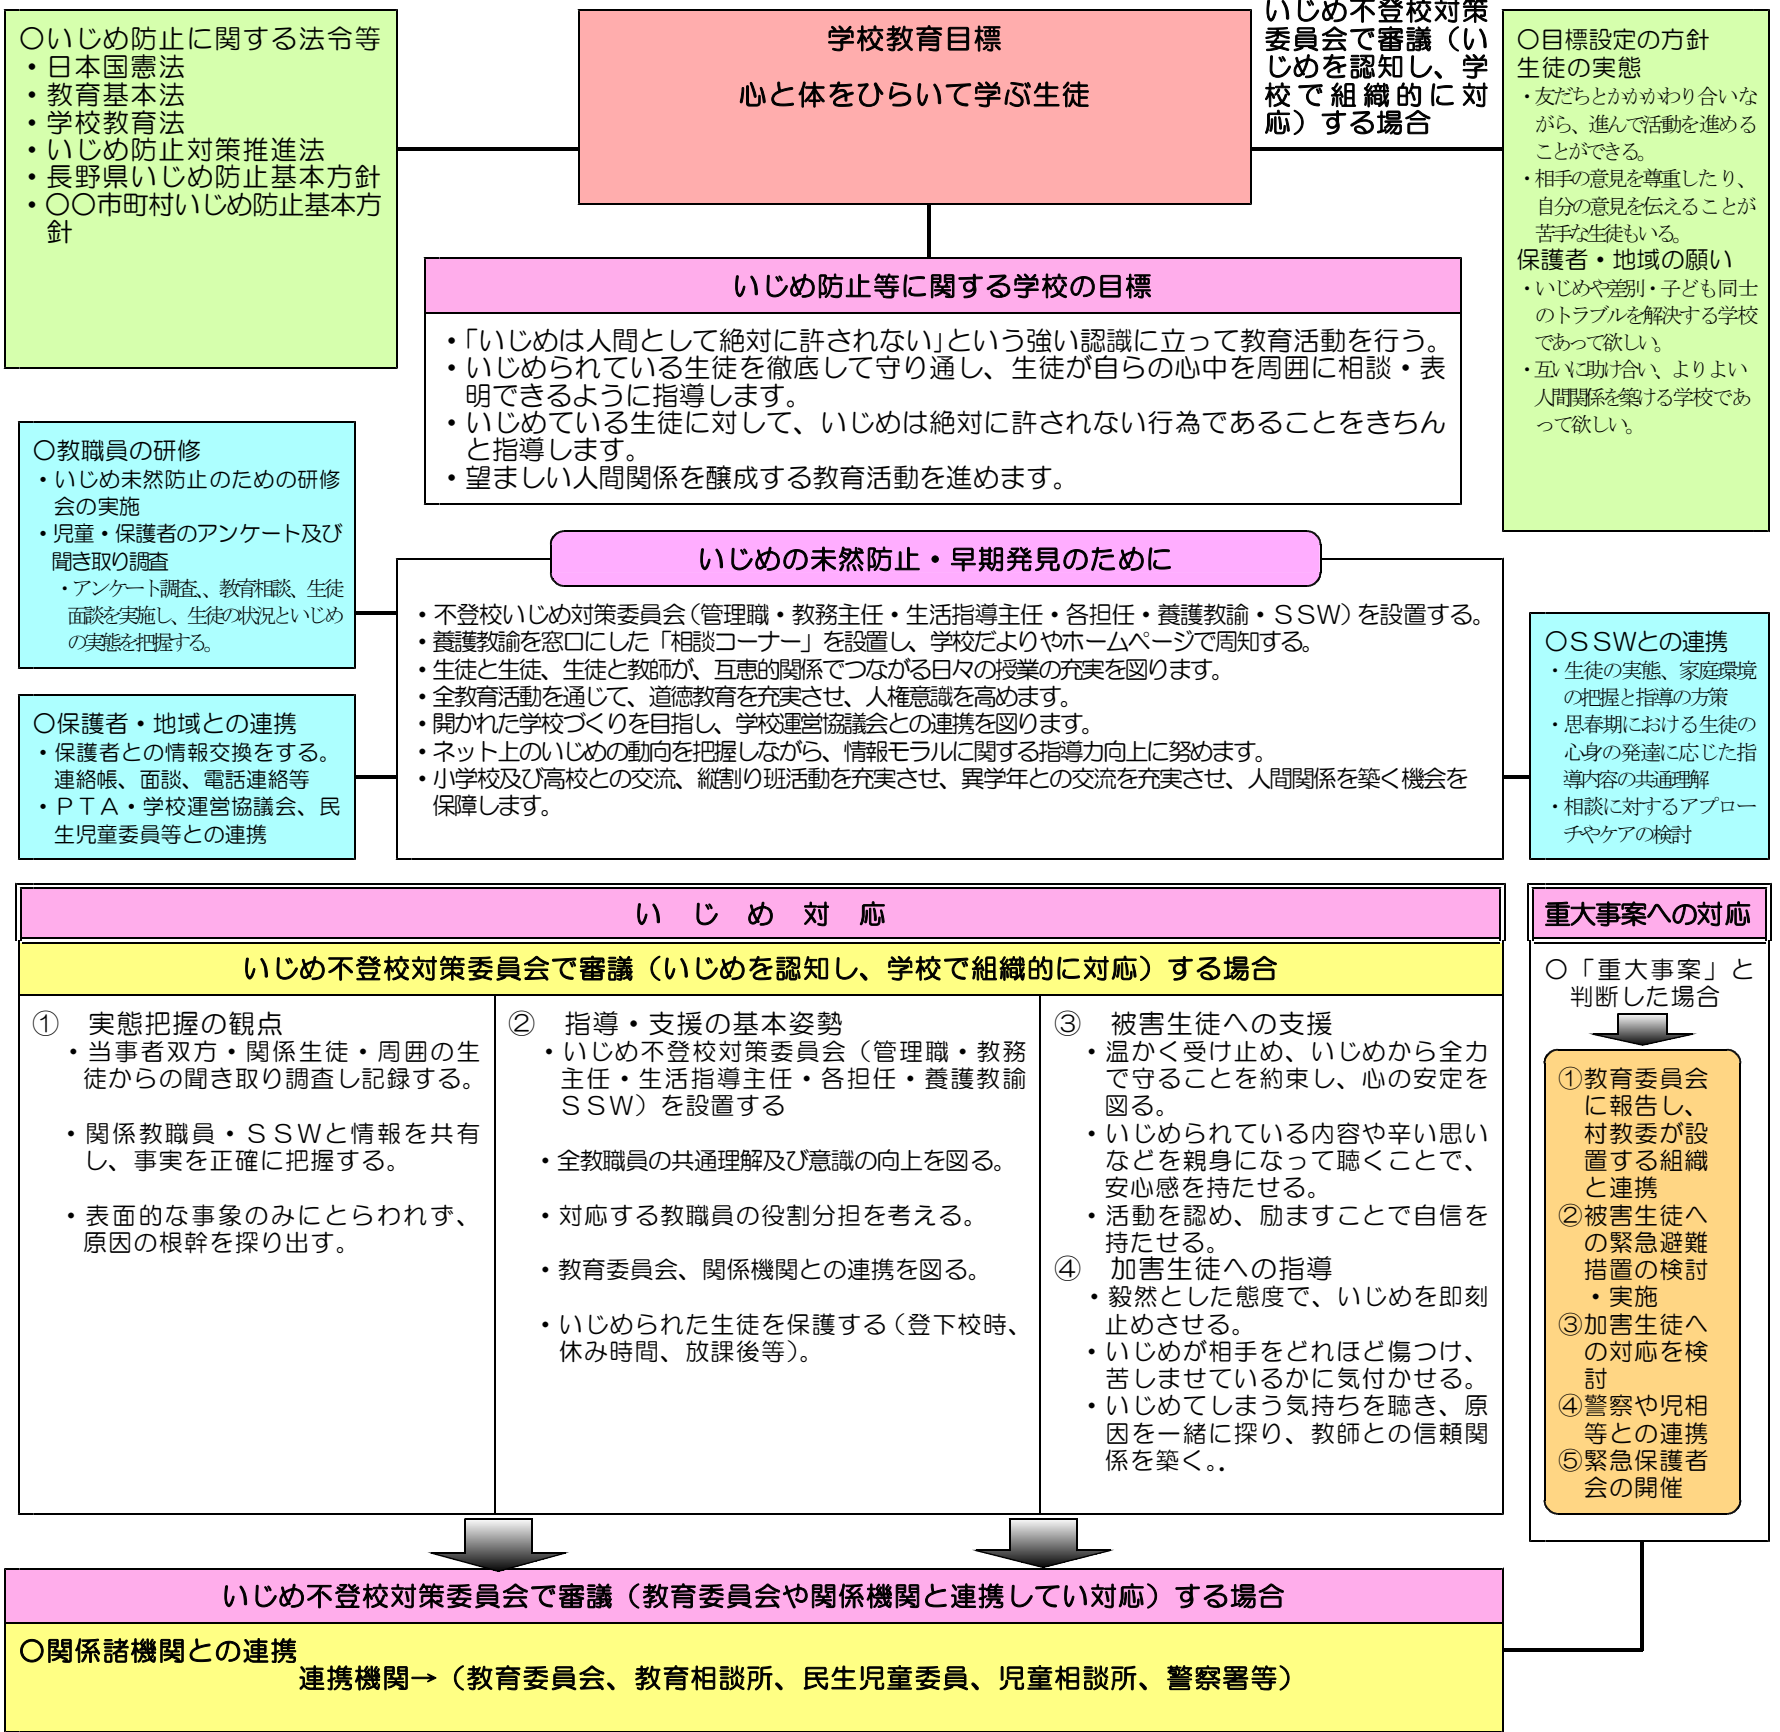 〇いじめ防止に関する法令等
・日本国憲法
・教育基本法
・学校教育法
・いじめ防止対策推進法
・長野県いじめ防止基本方針
・〇〇市町村いじめ防止基本方
針
学校教育目標
心と体をひらいて学ぶ生徒
いじめ不登校対策
委員会で審議（い
じめを認知し、学
校で組織的に対
応）する場合
〇目標設定の方針
生徒の実態
・友だちとかかかわり合いな
がら、進んで活動を進める
ことができる。
・相手の意見を尊重したり、
自分の意見を伝えることが
苦手な生徒もいる。
保護者・地域の願い
・いじめや差別・子ども同士
のトラブルを解決する学校
であって欲しい。
・互いに助け合い、よりよい
人間関係を築ける学校であ
って欲しい。
いじめ防止等に関する学校の目標
・「いじめは人間として絶対に許されない」という強い認識に立って教育活動を行う。
・いじめられている生徒を徹底して守り通し、生徒が自らの心中を周囲に相談・表
明できるように指導します。
・いじめている生徒に対して、いじめは絶対に許されない行為であることをきちん
と指導します。
・望ましい人間関係を醸成する教育活動を進めます。
〇教職員の研修
・いじめ未然防止のための研修
会の実施
・児童・保護者のアンケート及び
聞き取り調査
・アンケート調査、教育相談、生徒
面談を実施し、生徒の状況といじめ
の実態を把握する。
〇保護者・地域との連携
・保護者との情報交換をする。
連絡帳、面談、電話連絡等
・ＰＴＡ・学校運営協議会、民
生児童委員等との連携
いじめの未然防止・早期発見のために
・不登校いじめ対策委員会（管理職・教務主任・生活指導主任・各担任・養護教諭・ＳＳＷ）を設置する。
・養護教諭を窓口にした「相談コーナー」を設置し、学校だよりやホームページで周知する。
・生徒と生徒、生徒と教師が、互恵的関係でつながる日々の授業の充実を図ります。
・全教育活動を通じて、道徳教育を充実させ、人権意識を高めます。
・開かれた学校づくりを目指し、学校運営協議会との連携を図ります。
・ネット上のいじめの動向を把握しながら、情報モラルに関する指導力向上に努めます。
・小学校及び高校との交流、縦割り班活動を充実させ、異学年との交流を充実させ、人間関係を築く機会を
保障します。
〇ＳＳＷとの連携
・生徒の実態、家庭環境
の把握と指導の方策
・思春期における生徒の
心身の発達に応じた指
導内容の共通理解
・相談に対するアプロー
チやケアの検討
い じ め 対 応
いじめ不登校対策委員会で審議（いじめを認知し、学校で組織的に対応）する場合
① 実態把握の観点
・当事者双方・関係生徒・周囲の生
徒からの聞き取り調査し記録する。
・関係教職員・ＳＳＷと情報を共有
し、事実を正確に把握する。
・表面的な事象のみにとらわれず、
原因の根幹を探り出す。
② 指導・支援の基本姿勢
・いじめ不登校対策委員会（管理職・教務
主任・生活指導主任・各担任・養護教諭
ＳＳＷ）を設置する
・全教職員の共通理解及び意識の向上を図る。
・対応する教職員の役割分担を考える。
・教育委員会、関係機関との連携を図る。
・いじめられた生徒を保護する（登下校時、
休み時間、放課後等）。
③ 被害生徒への支援
・温かく受け止め、いじめから全力
で守ることを約束し、心の安定を
図る。
・いじめられている内容や辛い思い
などを親身になって聴くことで、
安心感を持たせる。
・活動を認め、励ますことで自信を
持たせる。
④ 加害生徒への指導
・毅然とした態度で、いじめを即刻
止めさせる。
・いじめが相手をどれほど傷つけ、
苦しませているかに気付かせる。
・いじめてしまう気持ちを聴き、原
因を一緒に探り、教師との信頼関
係を築く。.
重大事案への対応
〇「重大事案」と
判断した場合
①教育委員会
に報告し、
村教委が設
置する組織
と連携
②被害生徒へ
の緊急避難
措置の検討
・実施
③加害生徒へ
の対応を検
討
④警察や児相
等との連携
⑤緊急保護者
会の開催
いじめ不登校対策委員会で審議（教育委員会や関係機関と連携してい対応）する場合
〇関係諸機関との連携
連携機関→（教育委員会、教育相談所、民生児童委員、児童相談所、警察署等）